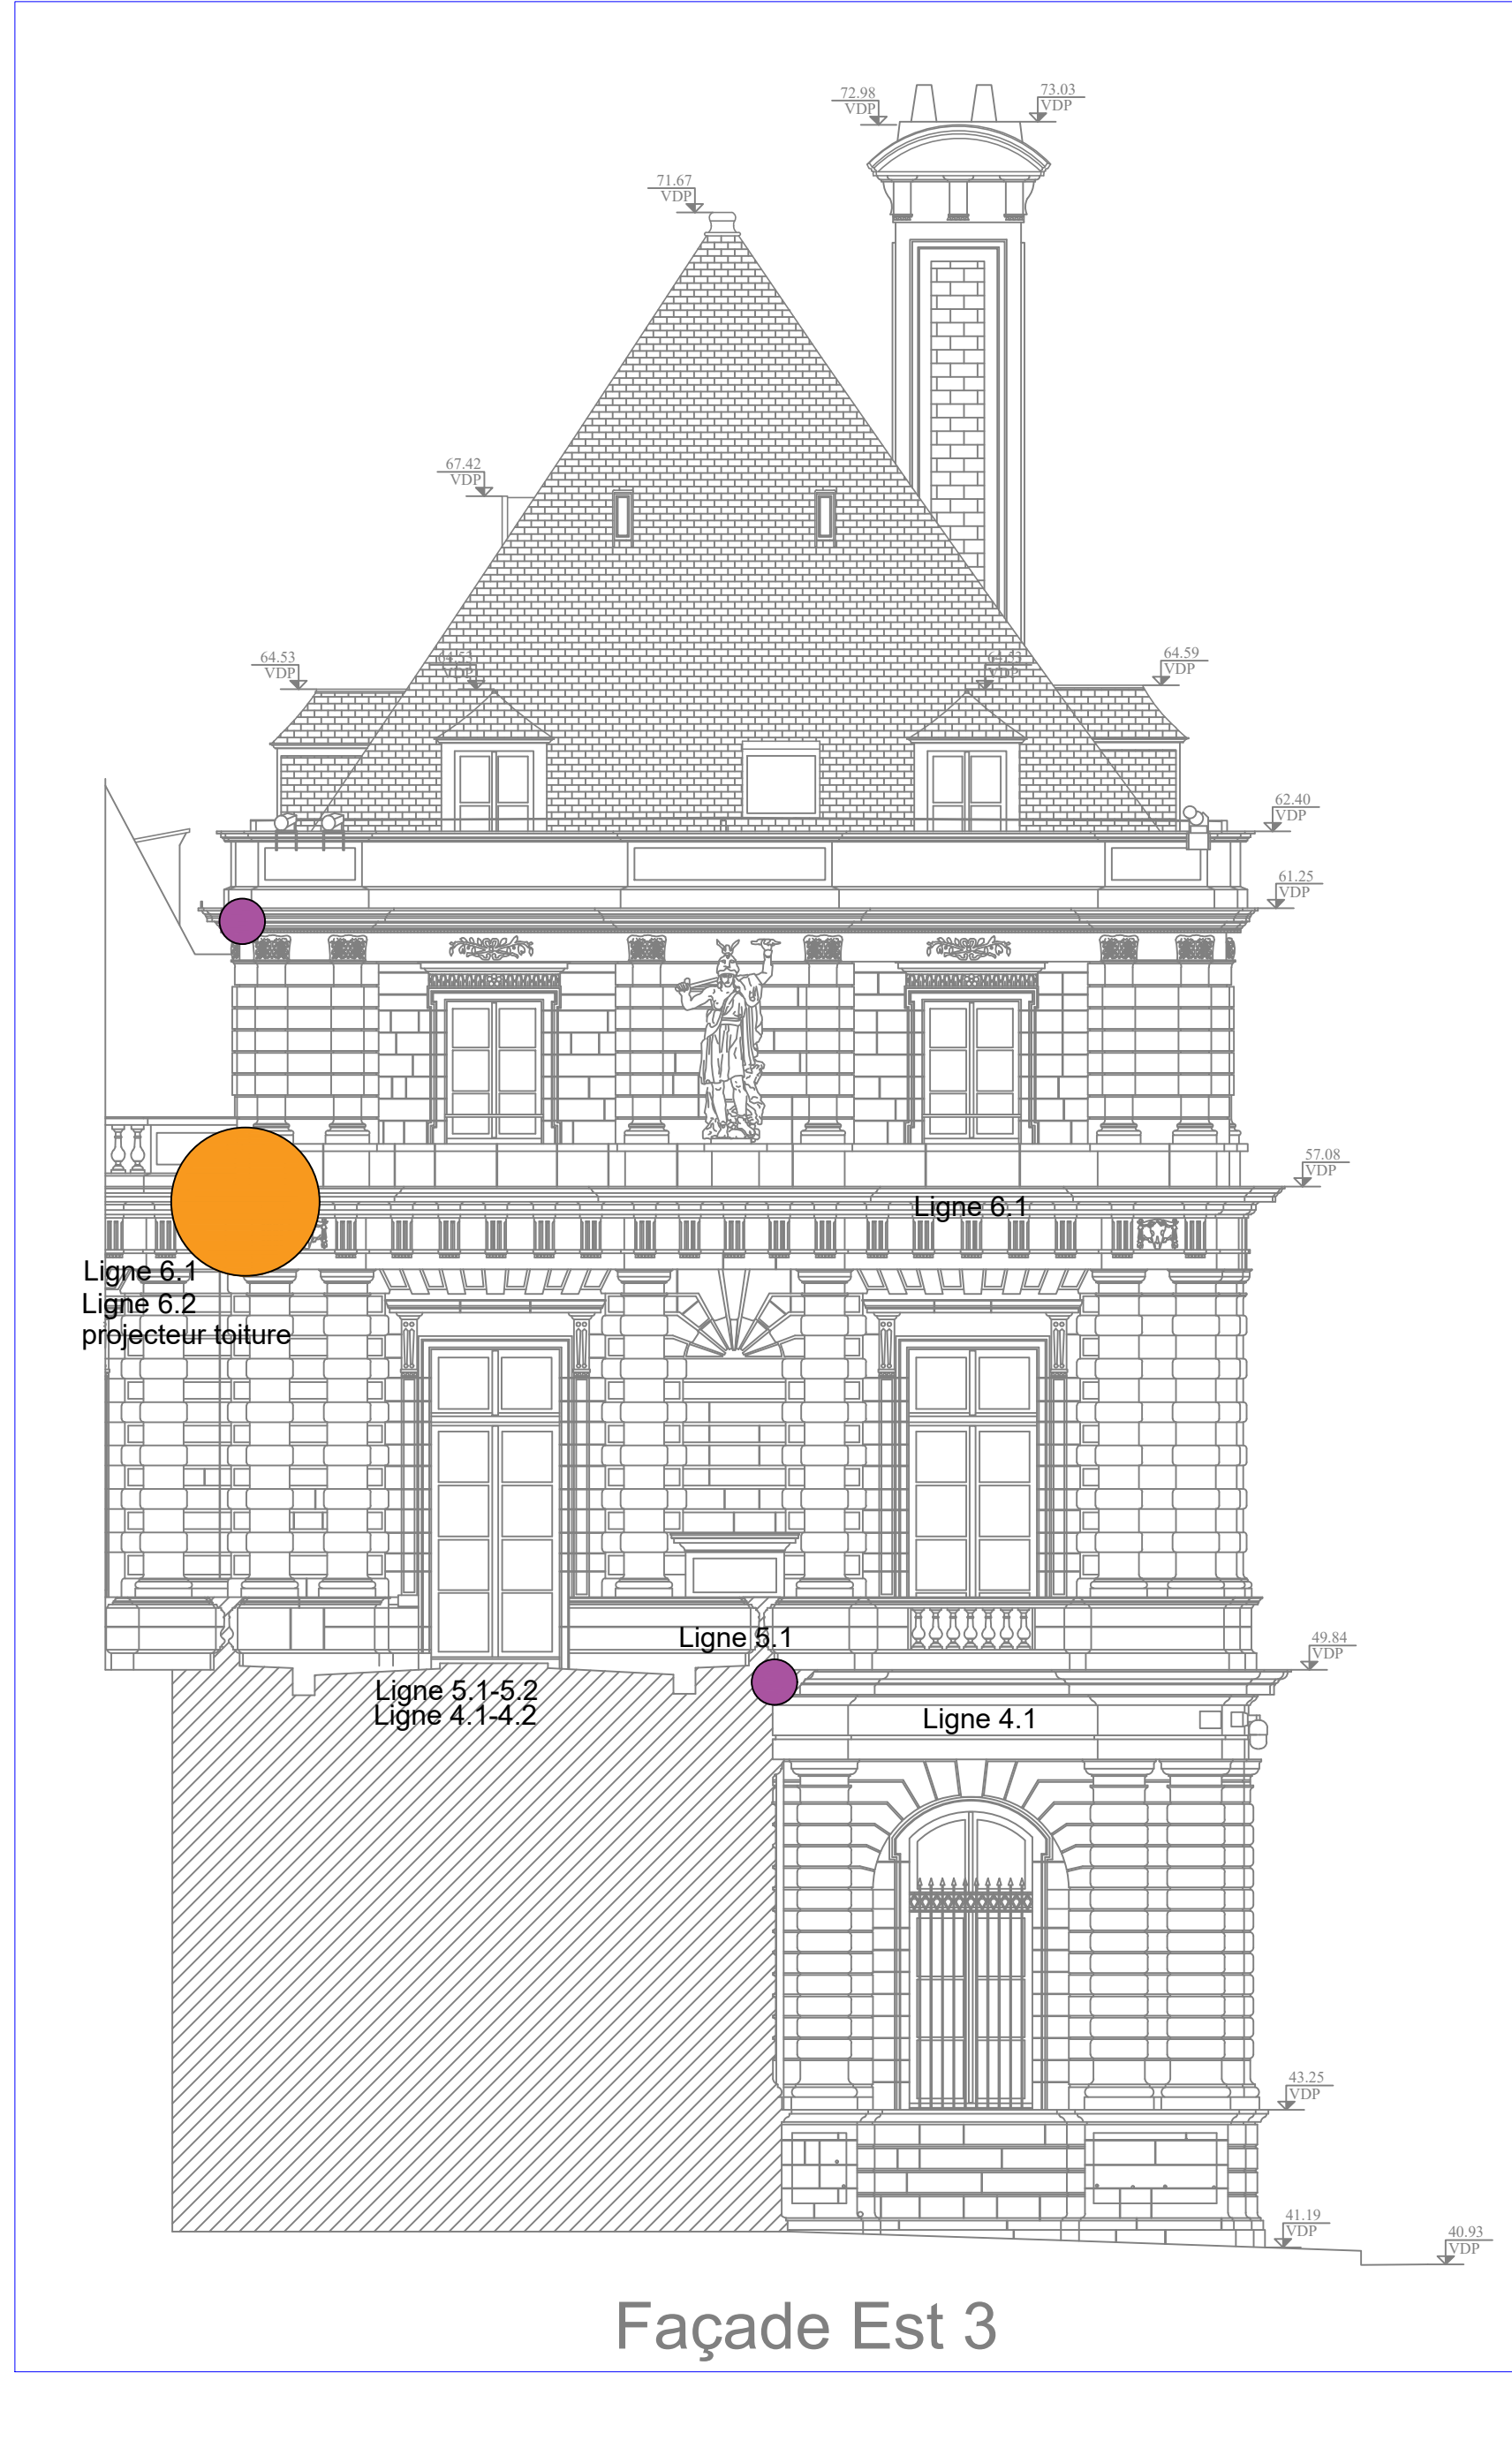 72.98
VDP
73.03
VDP
71.67
VDP
67.42
VDP
64.53
VDP
64.53
VDP
64.53
VDP
64.59
VDP
62.40
VDP
61.25
VDP
57.08
VDP
Ligne 6.1
Ligne 6.1
Ligne 6.2
projecteur toiture
Ligne 5.1
49.84
VDP
Ligne 5.1-5.2
Ligne 4.1-4.2
Ligne 4.1
43.25
VDP
41.19
VDP
40.93
VDP
Façade Est 3